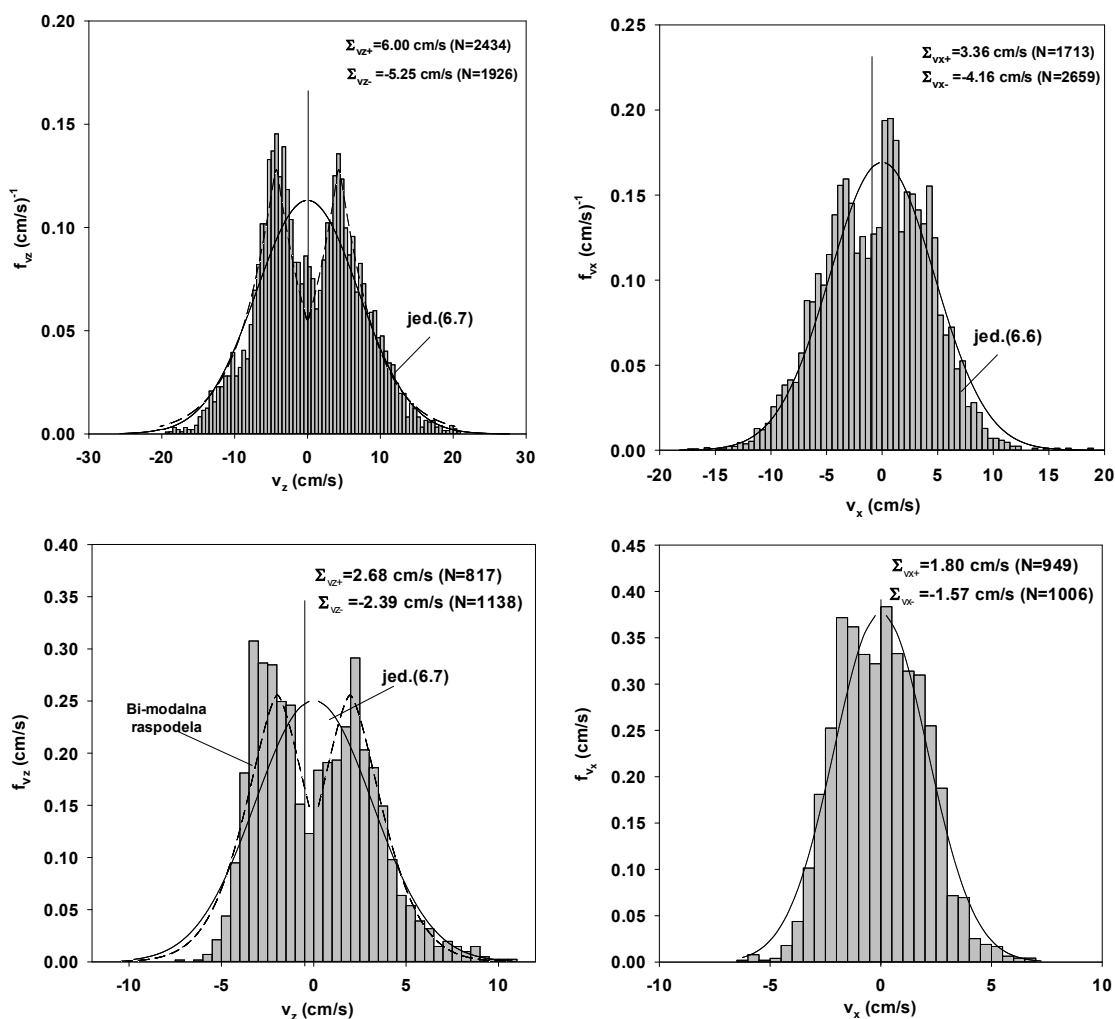 Σvz+=6.00 cm/s (N=2434)
Σvz-=-5.25 cm/s (N=1926)
0.20
0.15
0.10
0.05
0.00
fvz (cm/s)-1
jed.(6.7)
-30 -20 -10 0 10 20 30
vz (cm/s)
Σvx+=3.36 cm/s (N=1713)
Σvx-=-4.16 cm/s (N=2659)
0.25
0.20
0.15
0.10
0.05
0.00
fvx (cm/s)-1
jed.(6.6)
-20 -15 -10 -5 0 5 10 15 20
vx (cm/s)
Σvz+=2.68 cm/s (N=817)
Σvz- =-2.39 cm/s (N=1138)
0.40
0.35
0.30
0.25
0.20
0.15
0.10
0.05
0.00
fvz (cm/s)
jed.(6.7)
Bi-modalna
raspodela
-10 -5 0 5 10
vz (cm/s)
Σvx+=1.80 cm/s (N=949)
Σvx- =-1.57 cm/s (N=1006)
0.45
0.40
0.35
0.30
0.25
0.20
0.15
0.10
0.05
0.00
fvx (cm/s)
-10 -5 0 5 10
vx (cm/s)